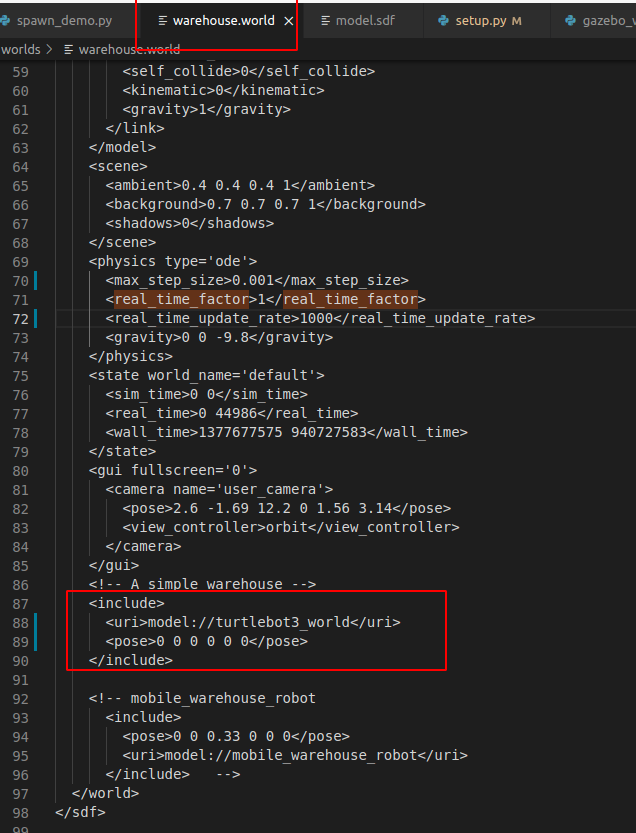 spawn_demo.py
warehouse.world
model.sdf
setup.py M
worlds > warehouse.world
59 <self_collide>0</self_collide>
60 <kinematic>0</kinematic>
61 <gravity>1</gravity>
62 </link>
63 </model>
64 <scene>
65 <ambient>0.4 0.4 0.4 1</ambient>
66 <background>0.7 0.7 0.7 1</background>
67 <shadows>0</shadows>
68 </scene>
69 <physics type='ode'>
70 <max_step_size>0.001</max_step_size>
71 <real_time_factor>1</real_time_factor>
72 <real_time_update_rate>1000</real_time_update_rate>
73 <gravity>0 0 -9.8</gravity>
74 </physics>
75 <state world_name='default'>
76 <sim_time>0 0</sim_time>
77 <real_time>0 44986</real_time>
78 <wall_time>1377677575 940727583</wall_time>
79 </state>
80 <gui fullscreen='0'>
81 <camera name='user_camera'>
82 <pose>2.6 -1.69 12.2 0 1.56 3.14</pose>
83 <view_controller>orbit</view_controller>
84 </camera>
85 </gui>
86 <!-- A simple warehouse -->
87 <include>
88 <uri>model://turtlebot3_world</uri>
89 <pose>0 0 0 0 0 0</pose>
90 </include>
91
92 <!-- mobile_warehouse_robot
93 <include>
94 <pose>0 0 0.33 0 0 0</pose>
95 <uri>model://mobile_warehouse_robot</uri>
96 </include> -->
97 </world>
98 </sdf>
99